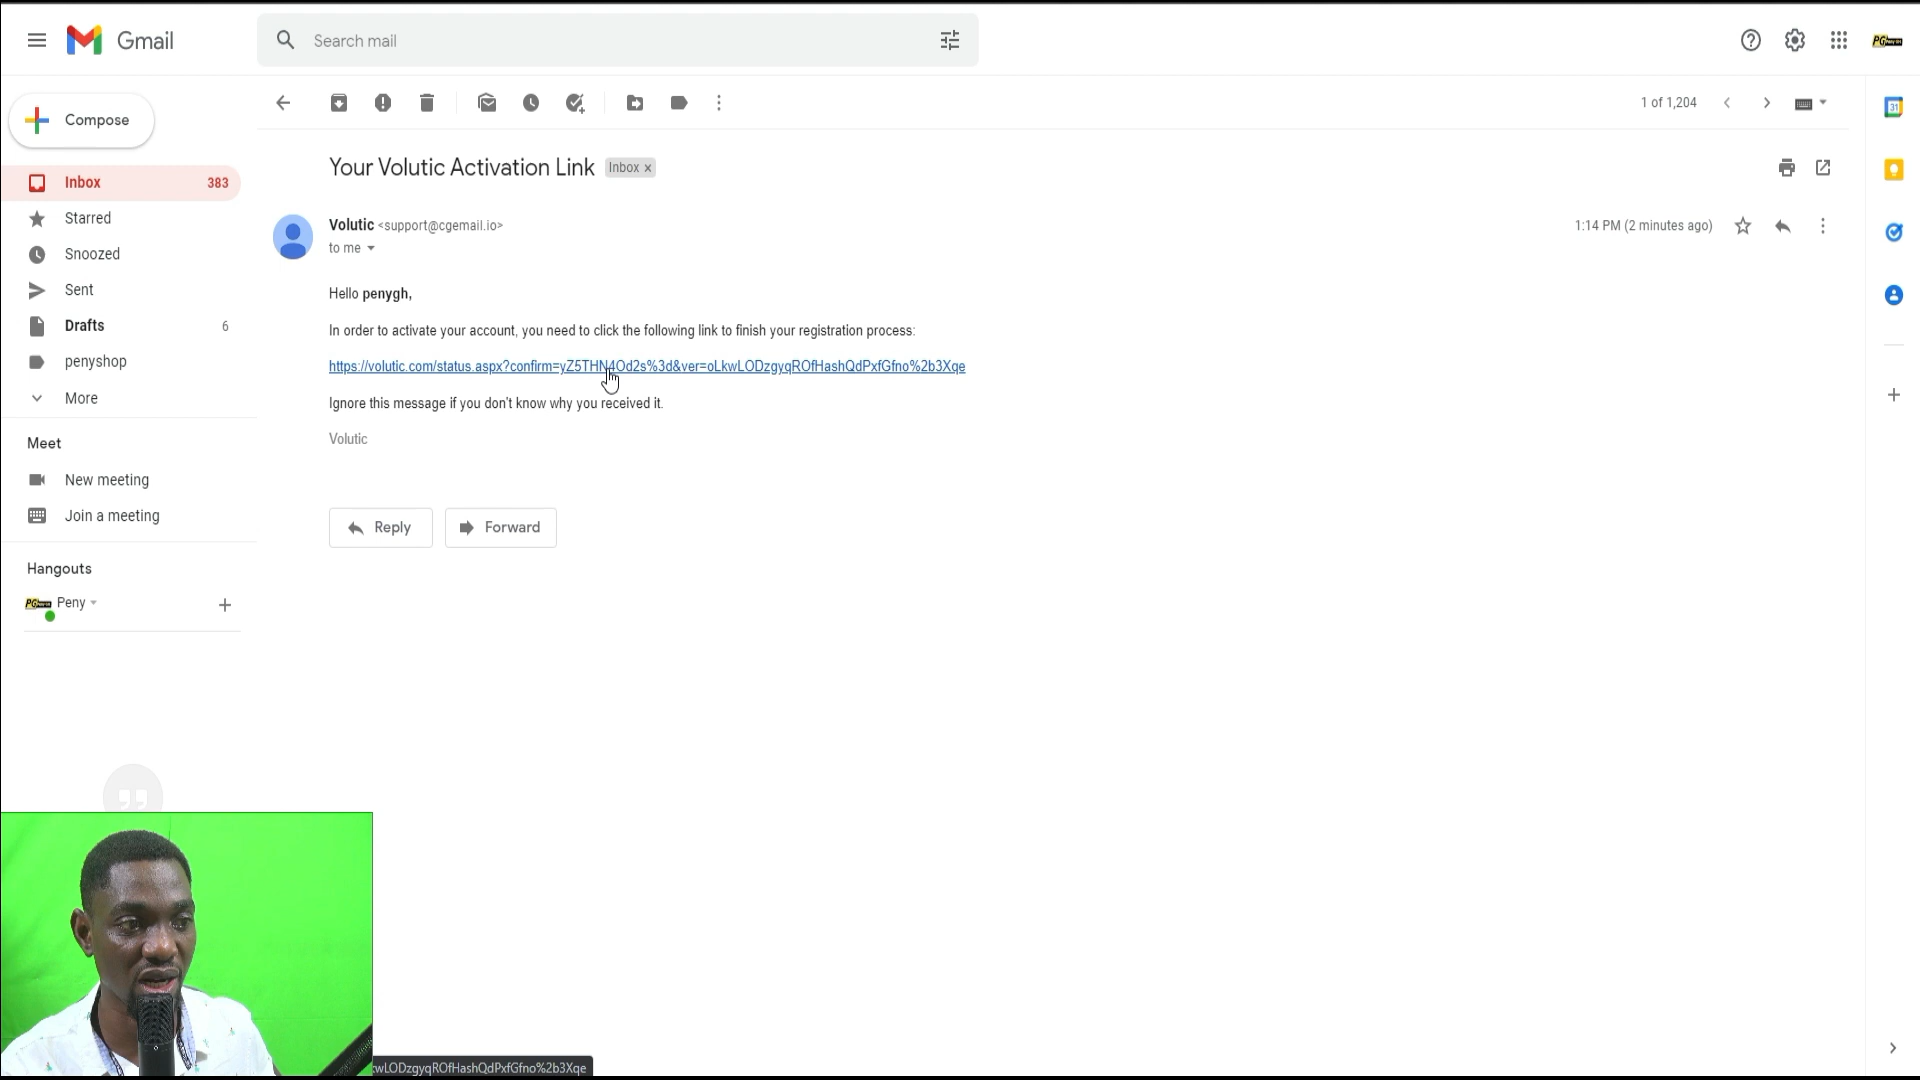 Gmail
Search mail
Compose
1 of 1,204
31
Inbox 383
Starred
Snoozed
Sent
Drafts 6
penyshop
More
Meet
New meeting
Join a meeting
Hangouts
Peny
Your Volutic Activation Link Inbox x
Volutic <support@cgemail.io> 1:14 PM (2 minutes ago)
to me
Hello penygh,
In order to activate your account, you need to click the following link to finish your registration process:
https://volutic.com/status.aspx?confirm=yZ5THN4Od2s%3d&ver=oLkwLODzgyqROfHashQdPxfGfno%2b3Xqe
Ignore this message if you don't know why you received it.
Volutic
Reply Forward
wLODzgyqROfHashQdPxfGfno%2b3Xqe